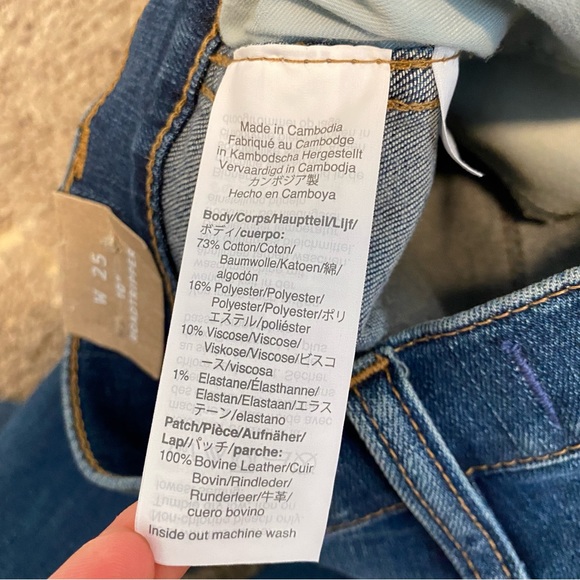 Made in Cambodia
Fabriqué au Cambodge
in Kambodscha Hergestellt
Vervaardigd in Cambodja
カンボジア製
Hecho en Camboya
Body/Corps/Hauptteil/Lijf/
ボディ/cuerpo:
73% Cotton/Coton/
Baumwolle/Katoen/綿/
algodón
16% Polyester/Polyester/
Polyester/Polyester/ポリ
エステル/poliéster
10% Viscose/Viscose/
Viskose/Viscose/ビスコ
ース/viscosa
1% Elastane/Élasthanne/
Elastan/Elastaan/エラス
テーン/elastano
Patch/Pièce/Aufnäher/
Lap/パッチ/parche:
100% Bovine Leather/Cuir
Bovin/Rindleder/
Runderleer/牛革/
cuero bovino
Inside out machine wash
W 25
10"
ROADTRIPPER